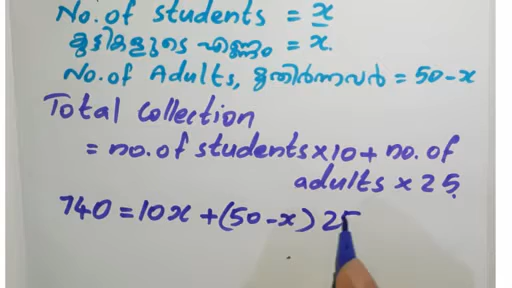 No. of students = x
കുട്ടികളുടെ എണ്ണം = x.
No. of Adults, മുതിർന്നവർ = 50-x
Total Collection
= no. of students×10 + no. of
adults × 25.
740 = 10x + (50-x) 25